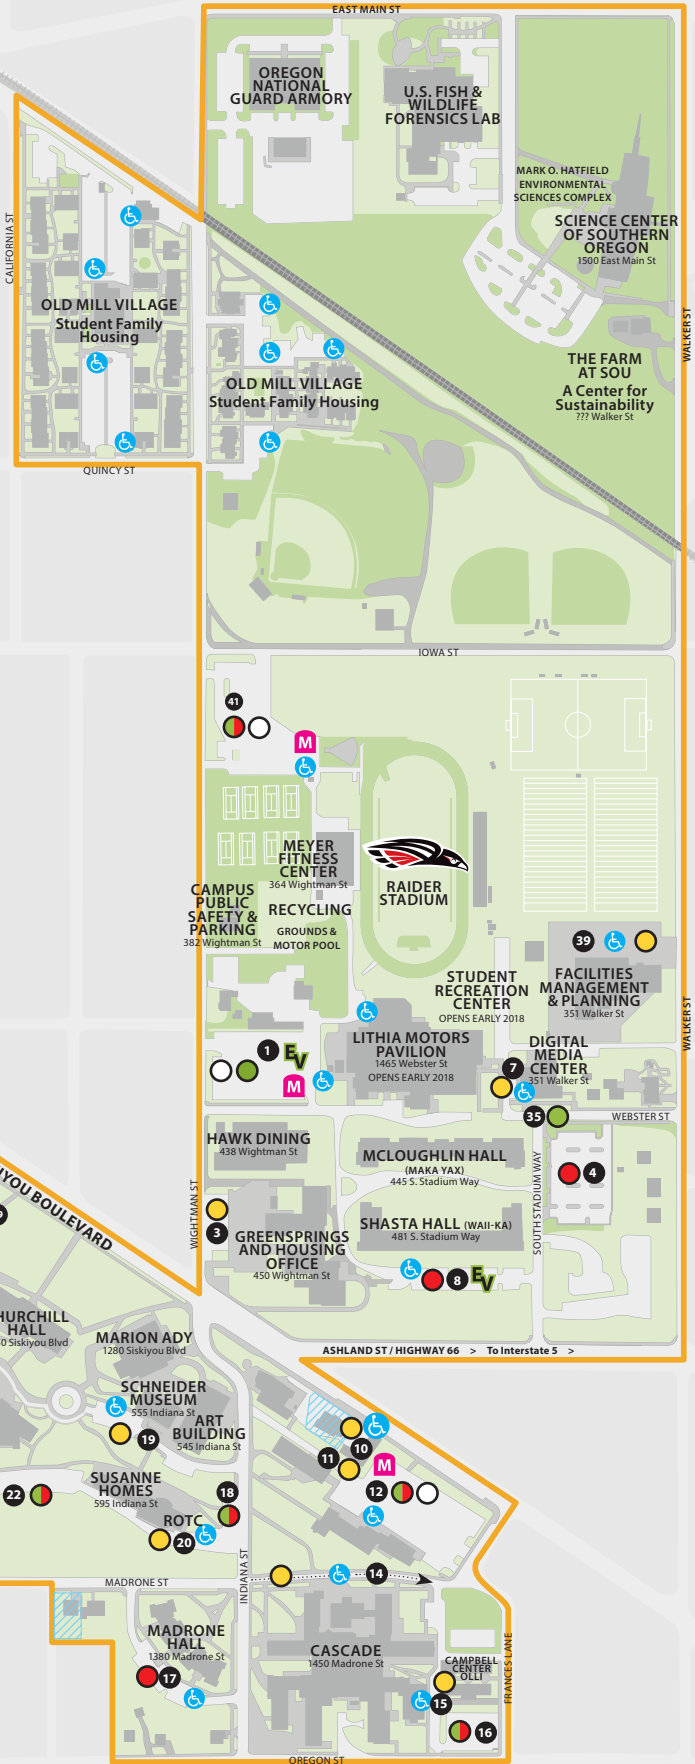 EAST MAIN ST
OREGON
NATIONAL
GUARD ARMORY
U.S. FISH &
WILDLIFE
FORENSICS LAB
MARK O. HATFIELD
ENVIRONMENTAL
SCIENCES COMPLEX
SCIENCE CENTER
OF SOUTHERN
OREGON
1500 East Main St
CALIFORNIA ST
OLD MILL VILLAGE
Student Family
Housing
WALKER ST
THE FARM
AT SOU
A Center for
Sustainability
??? Walker St
OLD MILL VILLAGE
Student Family Housing
QUINCY ST
IOWA ST
41
M
MEYER
FITNESS
CENTER
364 Wightman St
RAIDER
STADIUM
CAMPUS
PUBLIC
SAFETY &
PARKING
382 Wightman St
RECYCLING
GROUNDS &
MOTOR POOL
39
FACILITIES
MANAGEMENT
& PLANNING
351 Walker St
STUDENT
RECREATION
CENTER
OPENS EARLY 2018
WALKER ST
LITHIA MOTORS
PAVILION
1465 Webster St
OPENS EARLY 2018
1
EV
M
DIGITAL
MEDIA
CENTER
351 Walker St
7
35
WEBSTER ST
HAWK DINING
438 Wightman St
MCLOUGHLIN HALL
(MAKA YAX)
445 S. Stadium Way
SOUTH STADIUM WAY
4
WIGHTMAN ST
3
GREENSPRINGS
AND HOUSING
OFFICE
450 Wightman St
SHASTA HALL (WAII-KA)
481 S. Stadium Way
8
EV
IYOU BOULEVARD
9
HURCHILL
HALL
0 Siskiyou Blvd
MARION ADY
1280 Siskiyou Blvd
ASHLAND ST / HIGHWAY 66 > To Interstate 5 >
SCHNEIDER
MUSEUM
555 Indiana St
19
ART
BUILDING
545 Indiana St
10
11
M
12
SUSANNE
HOMES
595 Indiana St
22
18
ROTC
20
INDIANA ST
14
MADRONE ST
MADRONE
HALL
1380 Madrone St
17
CASCADE
1450 Madrone St
CAMPBELL
CENTER
OLLI
15
16
FRANCES LANE
OREGON ST